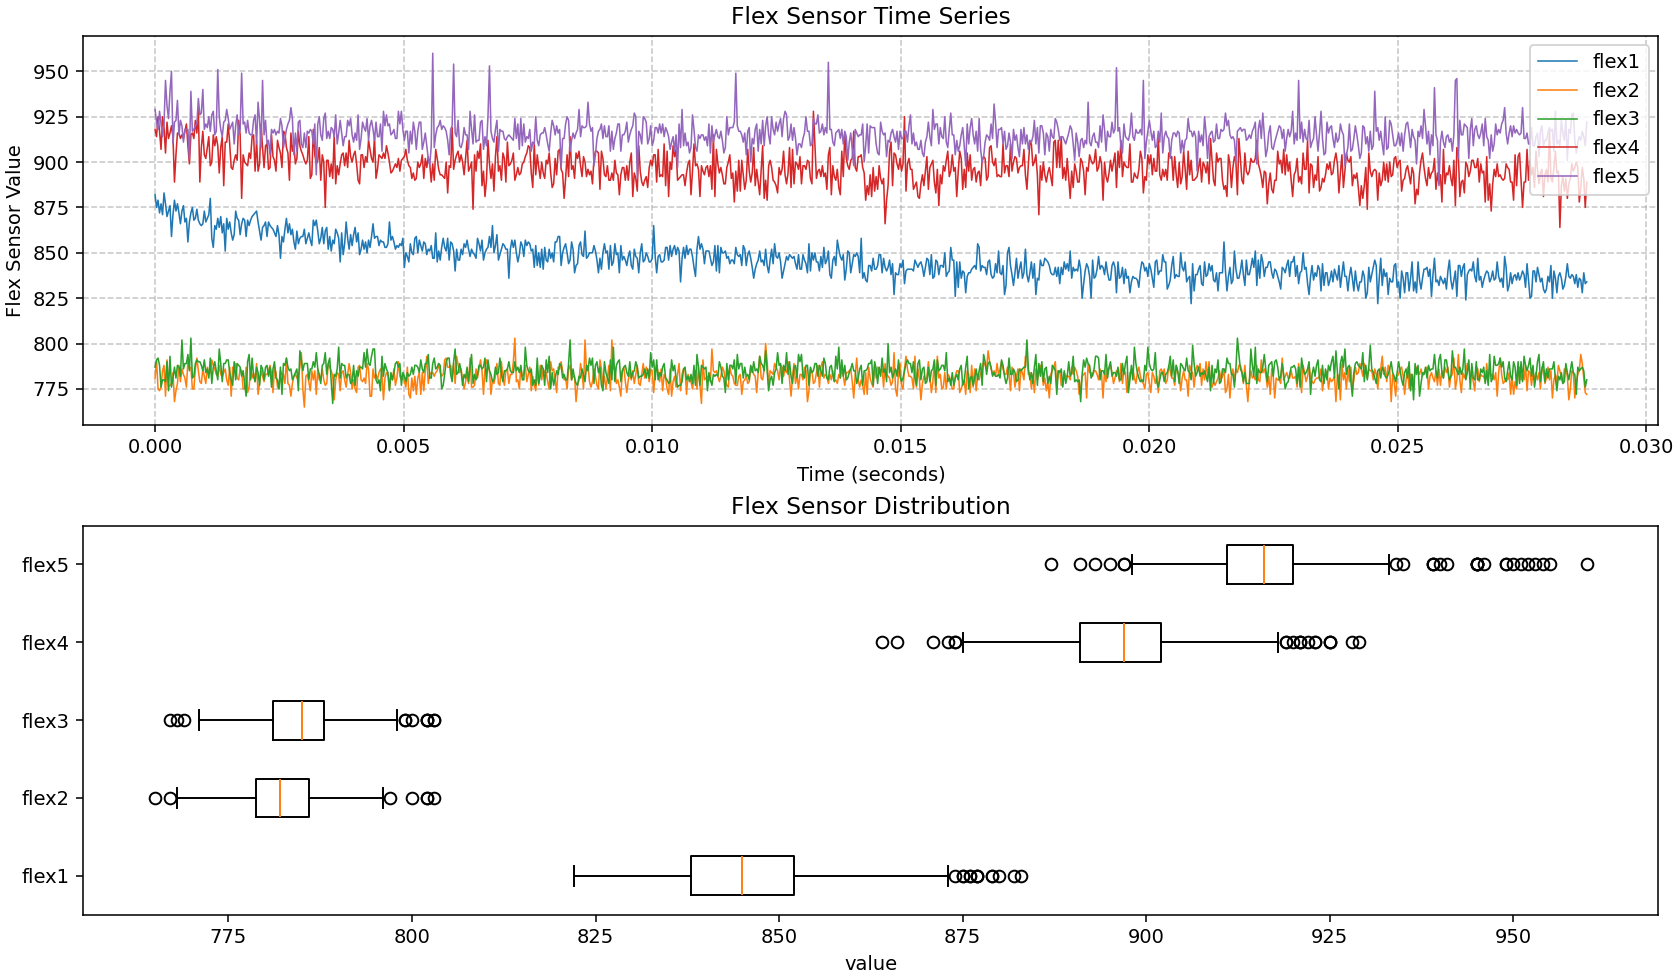 Flex Sensor Time Series
Flex Sensor Value
950
925
900
875
850
825
800
775
flex1
flex2
flex3
flex4
flex5
0.000 0.005 0.010 0.015 0.020 0.025 0.030
Time (seconds)
Flex Sensor Distribution
flex5
flex4
flex3
flex2
flex1
775 800 825 850 875 900 925 950
value